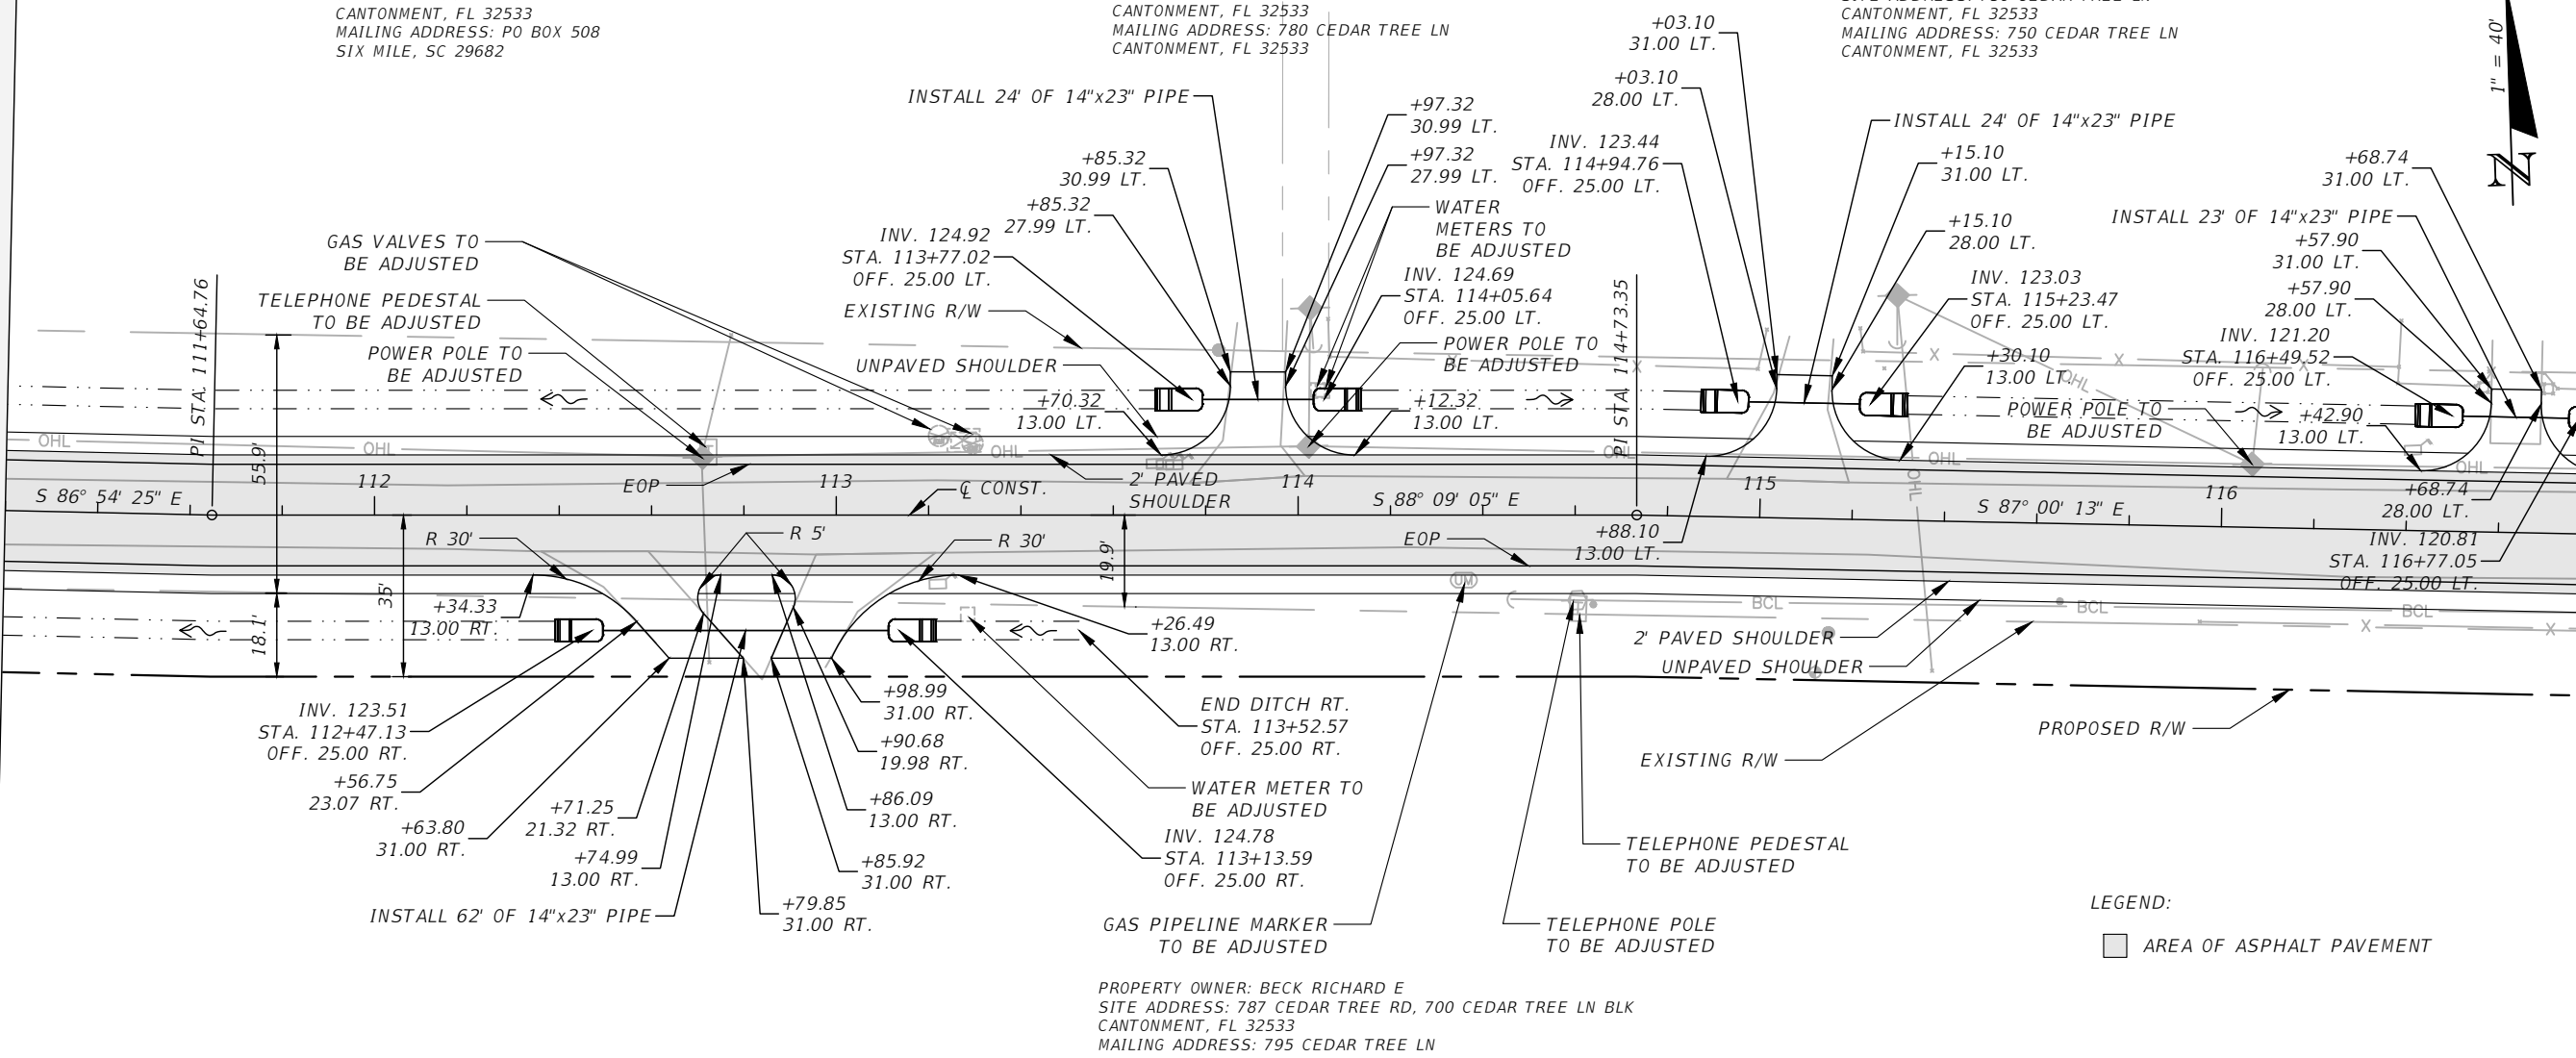 CANTONMENT, FL 32533
MAILING ADDRESS: PO BOX 508
SIX MILE, SC 29682
CANTONMENT, FL 32533
MAILING ADDRESS: 780 CEDAR TREE LN
CANTONMENT, FL 32533
CANTONMENT, FL 32533
MAILING ADDRESS: 750 CEDAR TREE LN
CANTONMENT, FL 32533
1" = 40'
N
+03.10
31.00 LT.
+03.10
28.00 LT.
INSTALL 24' OF 14"x23" PIPE
+97.32
30.99 LT.
+97.32
27.99 LT.
INV. 123.44
STA. 114+94.76
OFF. 25.00 LT.
INSTALL 24' OF 14"x23" PIPE
+15.10
31.00 LT.
+68.74
31.00 LT.
+85.32
30.99 LT.
+85.32
27.99 LT.
WATER
METERS TO
BE ADJUSTED
+15.10
28.00 LT.
INSTALL 23' OF 14"x23" PIPE
+57.90
31.00 LT.
+57.90
28.00 LT.
GAS VALVES TO
BE ADJUSTED
INV. 124.92
STA. 113+77.02
OFF. 25.00 LT.
INV. 124.69
STA. 114+05.64
OFF. 25.00 LT.
INV. 123.03
STA. 115+23.47
OFF. 25.00 LT.
PI STA. 111+64.76
TELEPHONE PEDESTAL
TO BE ADJUSTED
EXISTING R/W
PI STA. 114+73.35
INV. 121.20
STA. 116+49.52
OFF. 25.00 LT.
POWER POLE TO
BE ADJUSTED
UNPAVED SHOULDER
POWER POLE TO
BE ADJUSTED
+30.10
13.00 LT.
+70.32
13.00 LT.
+12.32
13.00 LT.
POWER POLE TO
BE ADJUSTED
+42.90
13.00 LT.
OHL
OHL
OHL
OHL
OHL
OHL
OHL
OHL
X
X
X
X
X
55.9'
S 86° 54' 25" E
112
EOP
113
℄ CONST.
2' PAVED
SHOULDER
114
S 88° 09' 05" E
115
S 87° 00' 13" E
116
+68.74
28.00 LT.
R 30'
R 5'
R 30'
19.9'
EOP
+88.10
13.00 LT.
INV. 120.81
STA. 116+77.05
OFF. 25.00 LT.
35'
18.1'
+34.33
13.00 RT.
UM
BCL
BCL
BCL
X
X
+26.49
13.00 RT.
2' PAVED SHOULDER
UNPAVED SHOULDER
INV. 123.51
STA. 112+47.13
OFF. 25.00 RT.
+98.99
31.00 RT.
END DITCH RT.
STA. 113+52.57
OFF. 25.00 RT.
PROPOSED R/W
+90.68
19.98 RT.
EXISTING R/W
+56.75
23.07 RT.
+71.25
21.32 RT.
+86.09
13.00 RT.
WATER METER TO
BE ADJUSTED
+63.80
31.00 RT.
INV. 124.78
STA. 113+13.59
OFF. 25.00 RT.
TELEPHONE PEDESTAL
TO BE ADJUSTED
+74.99
13.00 RT.
+85.92
31.00 RT.
INSTALL 62' OF 14"x23" PIPE
+79.85
31.00 RT.
GAS PIPELINE MARKER
TO BE ADJUSTED
TELEPHONE POLE
TO BE ADJUSTED
LEGEND:
AREA OF ASPHALT PAVEMENT
PROPERTY OWNER: BECK RICHARD E
SITE ADDRESS: 787 CEDAR TREE RD, 700 CEDAR TREE LN BLK
CANTONMENT, FL 32533
MAILING ADDRESS: 795 CEDAR TREE LN